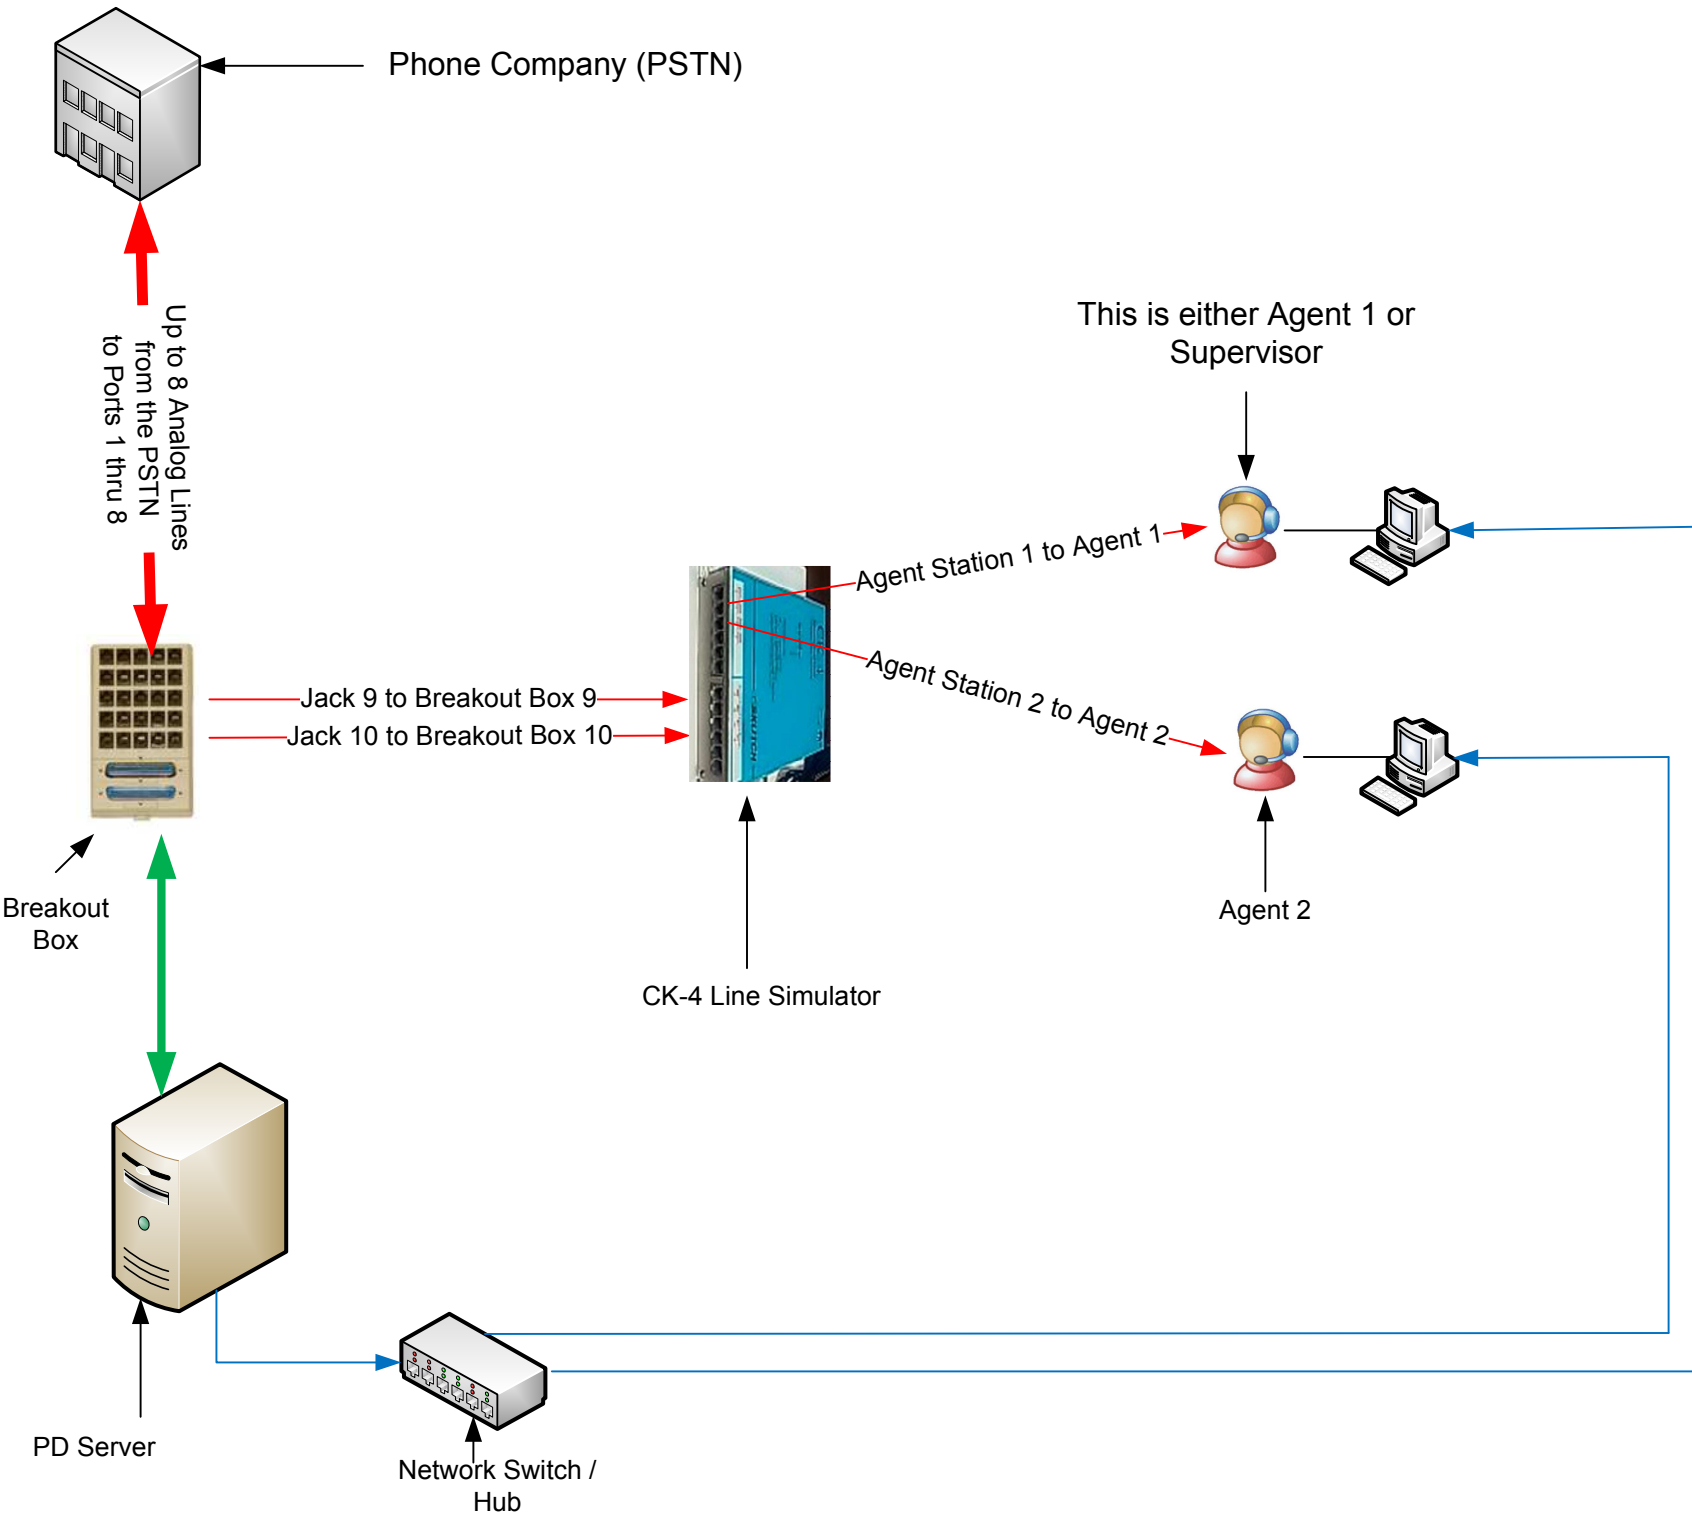 Phone Company (PSTN)
Up to 8 Analog Lines
from the PSTN
to Ports 1 thru 8
This is either Agent 1 or
Supervisor
Agent Station 1 to Agent 1
Agent Station 2 to Agent 2
Jack 9 to Breakout Box 9
Jack 10 to Breakout Box 10
Breakout
Box
Agent 2
CK-4 Line Simulator
PD Server
Network Switch /
Hub